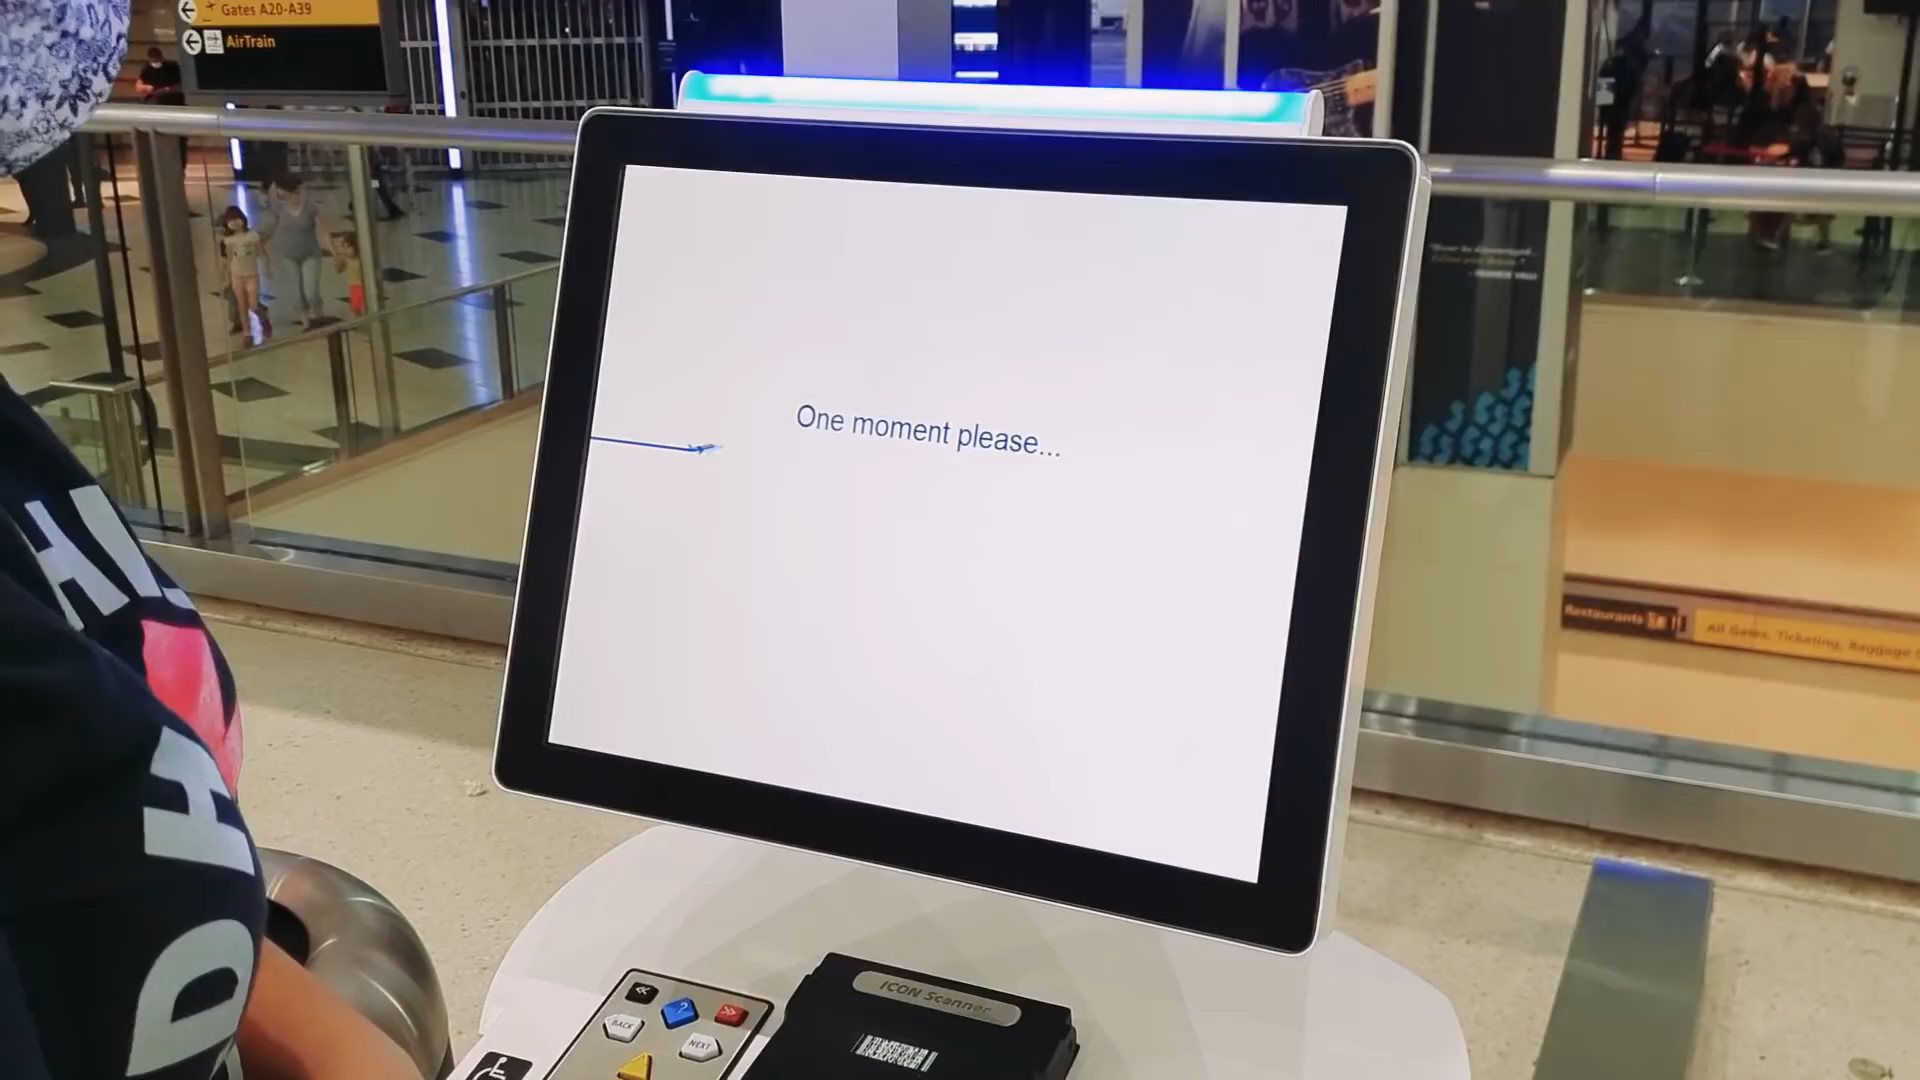 Gates A20-A39
AirTrain
One moment please...
Restaurants
All Gates, Ticketing, Baggage
ICON Scanner
BACK
?
NEXT
H
D